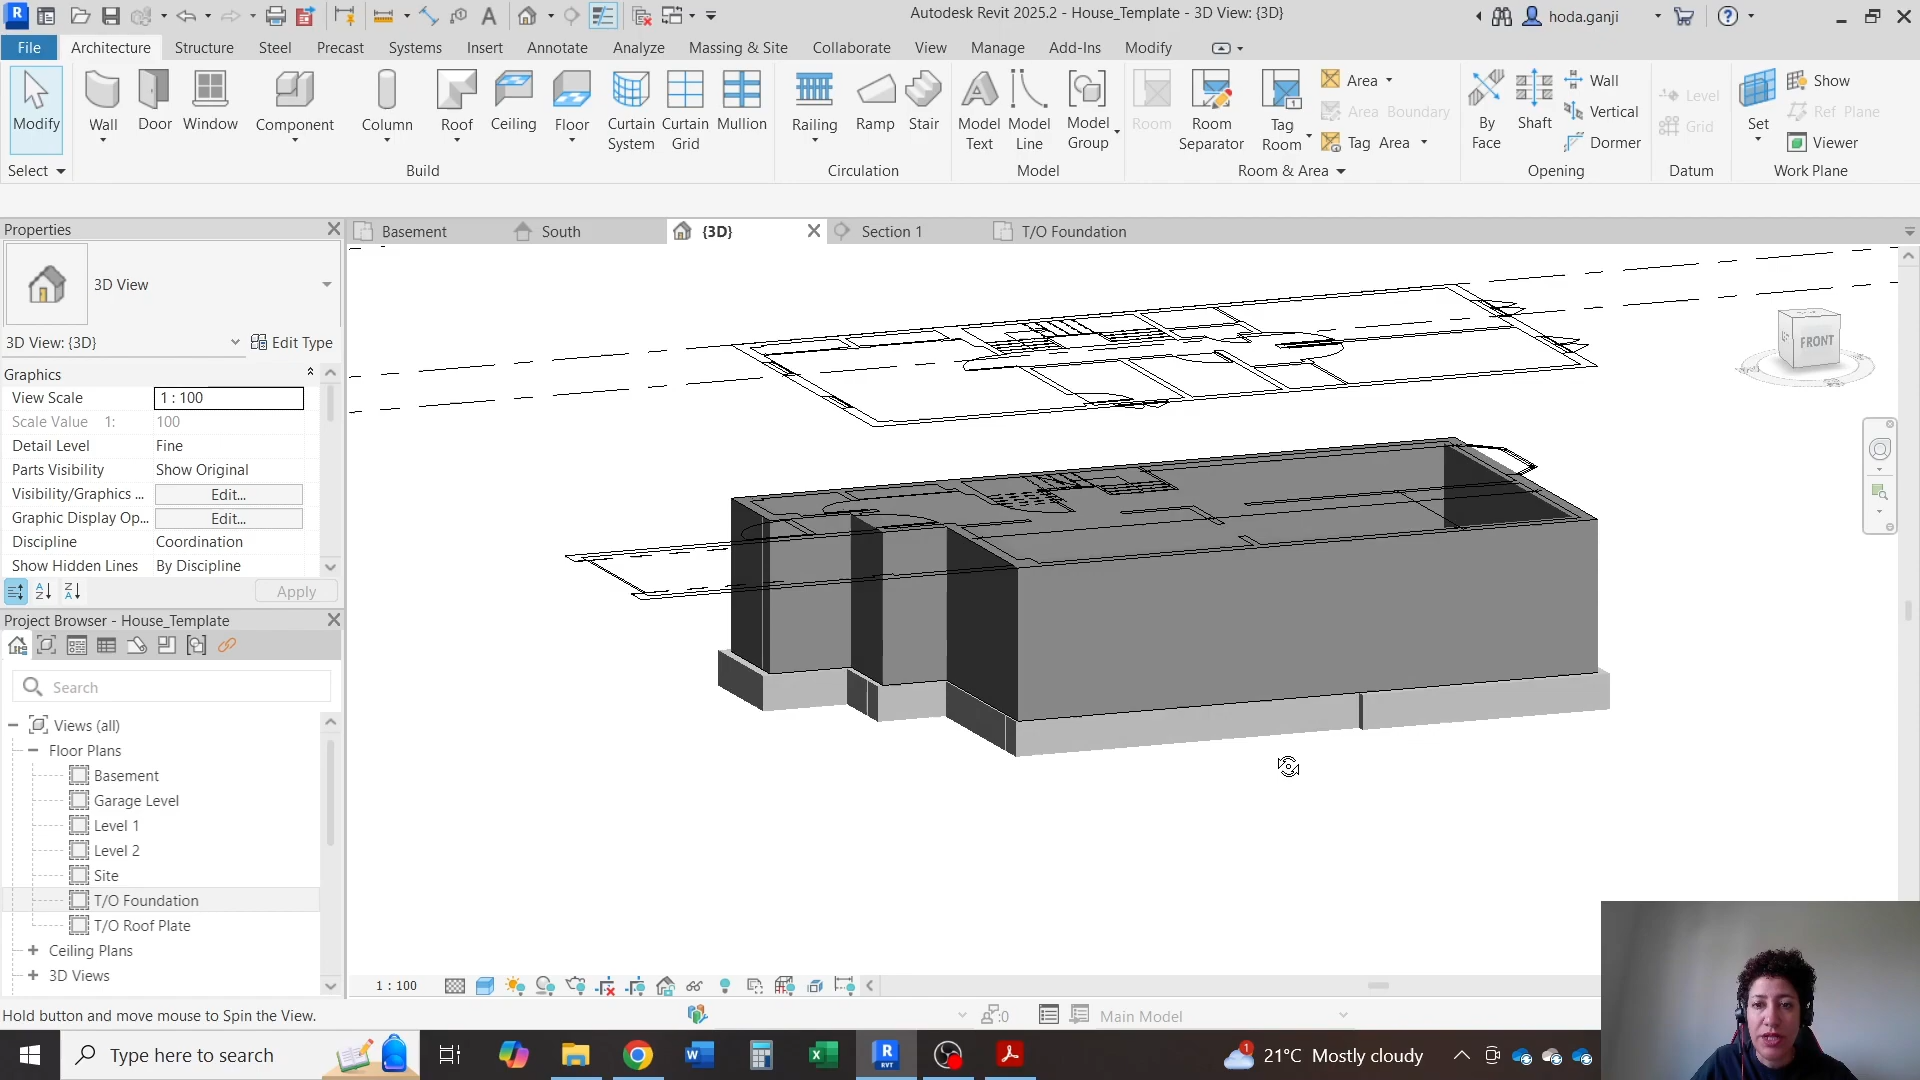 Autodesk Revit 2025.2 - House_Template - 3D View: {3D}
hoda.ganji
File Architecture Structure Steel Precast Systems Insert Annotate Analyze Massing & Site Collaborate View Manage Add-Ins Modify
Modify Wall Door Window Component Column Roof Ceiling Floor Curtain System Curtain Grid Mullion Railing Ramp Stair Model Text Model Line Model Group Room Room Separator Tag Room Area Area Boundary Tag Area By Face Shaft Wall Vertical Dormer Level Grid Set Show Ref Plane Viewer
Select Build Circulation Model Room & Area Opening Datum Work Plane
Properties
Basement South {3D} Section 1 T/O Foundation
3D View
3D View: {3D} Edit Type
Graphics
View Scale 1 : 100
Scale Value 1: 100
Detail Level Fine
Parts Visibility Show Original
Visibility/Graphics ... Edit...
Graphic Display Op... Edit...
Discipline Coordination
Show Hidden Lines By Discipline
Apply
FRONT
Project Browser - House_Template
Search
Views (all)
Floor Plans
Basement
Garage Level
Level 1
Level 2
Site
T/O Foundation
T/O Roof Plate
Ceiling Plans
3D Views
1 : 100
Hold button and move mouse to Spin the View.
:0
Main Model
Type here to search
21°C Mostly cloudy